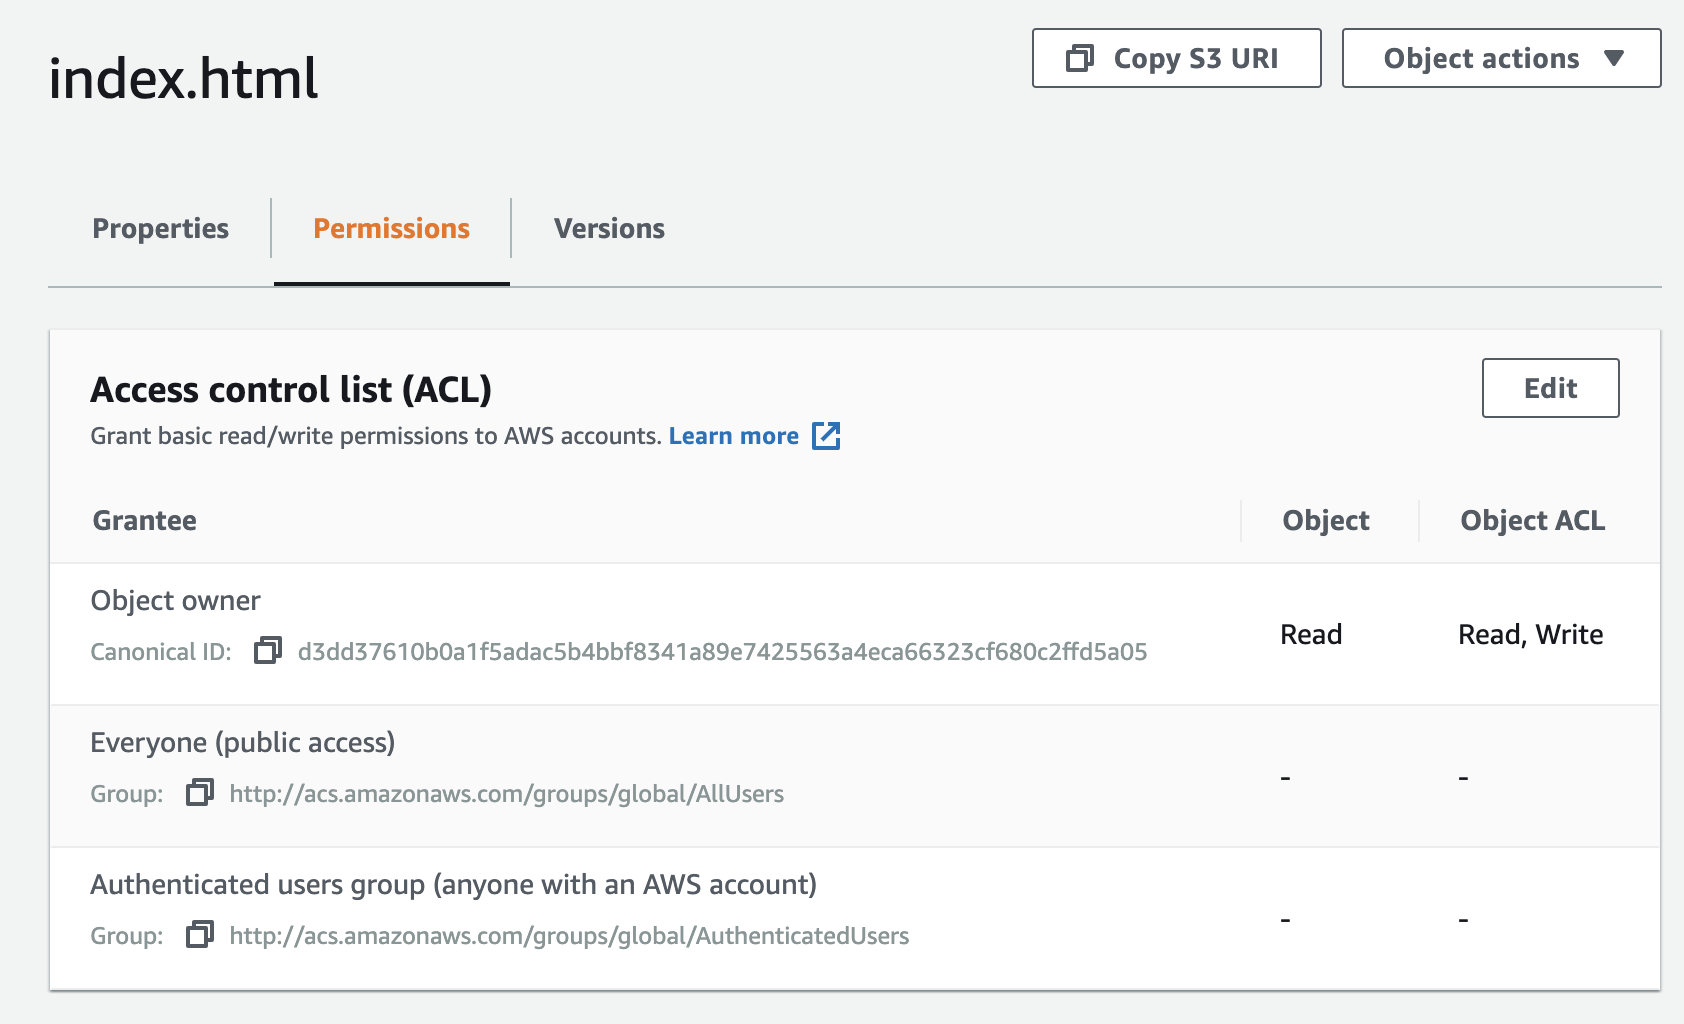 index.html
Copy S3 URI
Object actions
Properties
Permissions
Versions
Access control list (ACL)
Edit
Grant basic read/write permissions to AWS accounts. Learn more
Grantee
Object
Object ACL
Object owner
Canonical ID: d3dd37610b0a1f5adac5b4bbf8341a89e7425563a4eca66323cf680c2ffd5a05
Read
Read, Write
Everyone (public access)
Group: http://acs.amazonaws.com/groups/global/AllUsers
-
-
Authenticated users group (anyone with an AWS account)
Group: http://acs.amazonaws.com/groups/global/AuthenticatedUsers
-
-